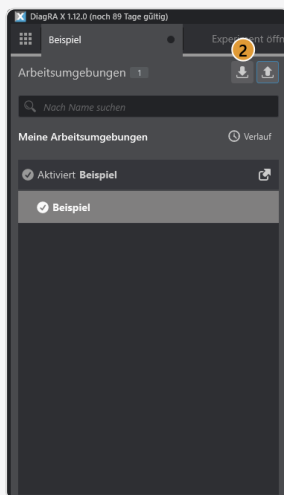 DiagRA X 1.12.0 (noch 89 Tage gültig)
Beispiel
Experiment öffn
2
Arbeitsumgebungen 1
Nach Name suchen
Meine Arbeitsumgebungen
Verlauf
Aktiviert Beispiel
Beispiel